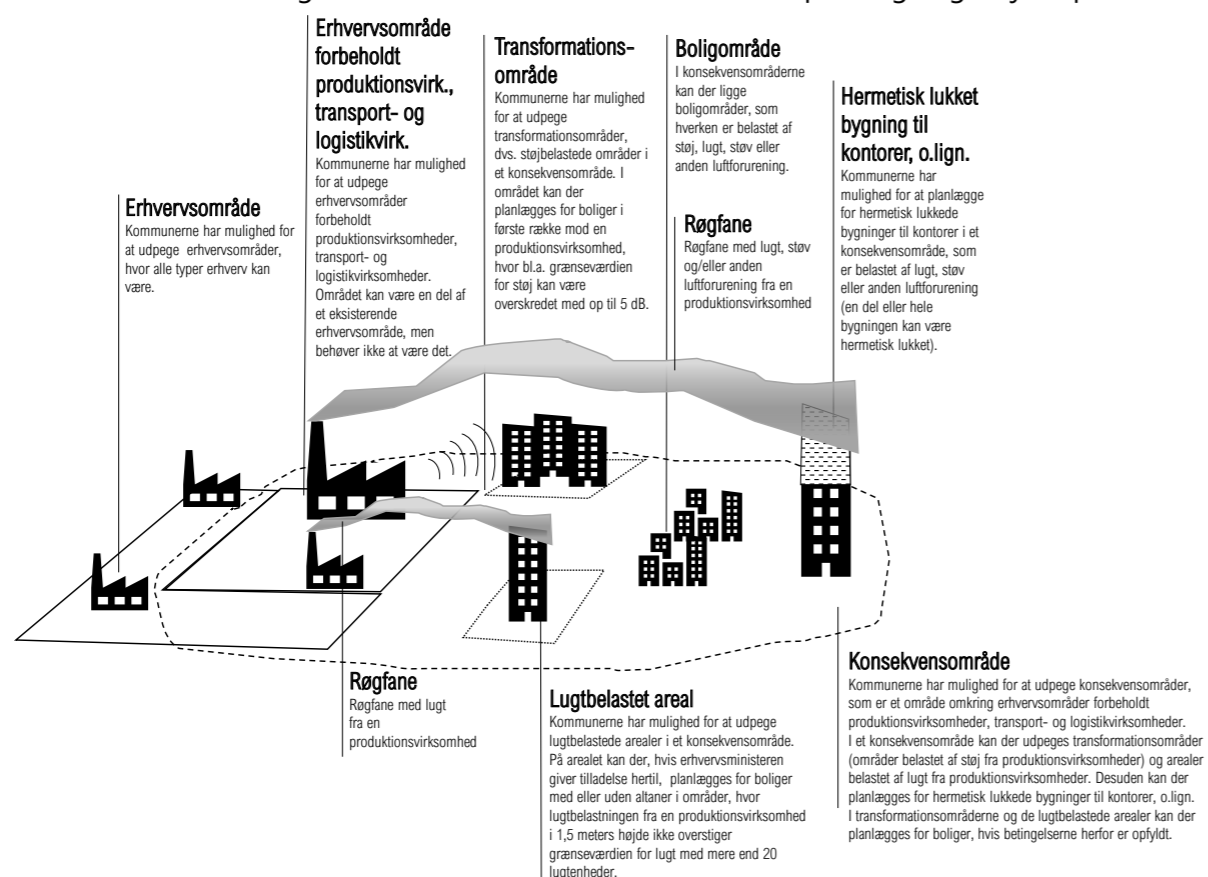 Erhvervsområde
forbeholdt
produktionsvirk.,
transport- og
logistikvirk.
Kommunerne har mulighed
for at udpege
erhvervsområder
forbeholdt
produktionsvirksomheder,
transport- og
logistikvirksomheder.
Området kan være en del af
et eksisterende
erhvervsområde, men
behøver ikke at være det.
Transformations-
område
Kommunerne har mulighed
for at udpege
transformationsområder,
dvs. støjbelastede områder i
et konsekvensområde. I
området kan der
planlægges for boliger i
første række mod en
produktionsvirksomhed,
hvor bl.a. grænseværdien
for støj kan være
overskredet med op til 5 dB.
Boligområde
I konsekvensområderne
kan der ligge
boligområder, som
hverken er belastet af
støj, lugt, støv eller
anden luftforurening.
Hermetisk lukket
bygning til
kontorer, o.lign.
Kommunerne har
mulighed for at planlægge
for hermetisk lukkede
bygninger til kontorer i et
konsekvensområde, som
er belastet af lugt, støv
eller anden luftforurening
(en del eller hele
bygningen kan være
hermetisk lukket).
Erhvervsområde
Kommunerne har mulighed for
at udpege erhvervsområder,
hvor alle typer erhverv kan
være.
Røgfane
Røgfane med lugt, støv
og/eller anden
luftforurening fra en
produktionsvirksomhed
Røgfane
Røgfane med lugt
fra en
produktionsvirksomhed
Lugtbelastet areal
Kommunerne har mulighed for at udpege
lugtbelastede arealer i et konsekvensområde.
På arealet kan der, hvis erhvervsministeren
giver tilladelse hertil, planlægges for boliger
med eller uden altaner i områder, hvor
lugtbelastningen fra en produktionsvirksomhed
i 1,5 meters højde ikke overstiger
grænseværdien for lugt med mere end 20
lugtenheder.
Konsekvensområde
Kommunerne har mulighed for at udpege konsekvensområder,
som er et område omkring erhvervsområder forbeholdt
produktionsvirksomheder, transport- og logistikvirksomheder.
I et konsekvensområde kan der udpeges transformationsområder
(områder belastet af støj fra produktionsvirksomheder) og arealer
belastet af lugt fra produktionsvirksomheder. Desuden kan der
planlægges for hermetisk lukkede bygninger til kontorer, o.lign.
I transformationsområderne og de lugtbelastede arealer kan der
planlægges for boliger, hvis betingelserne herfor er opfyldt.